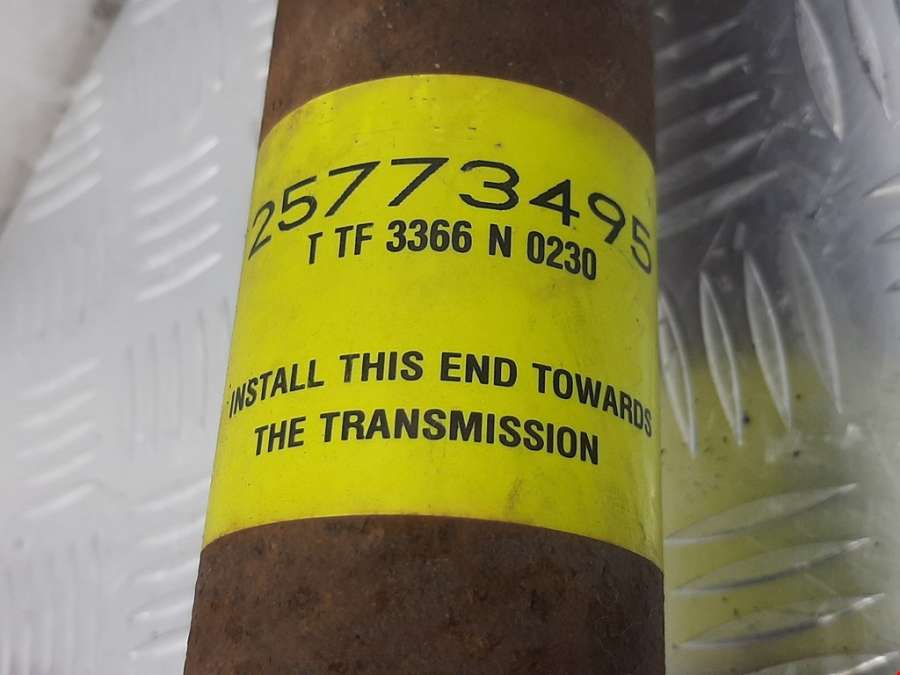 25773495
T TF 3366 N 0230
INSTALL THIS END TOWARDS
THE TRANSMISSION